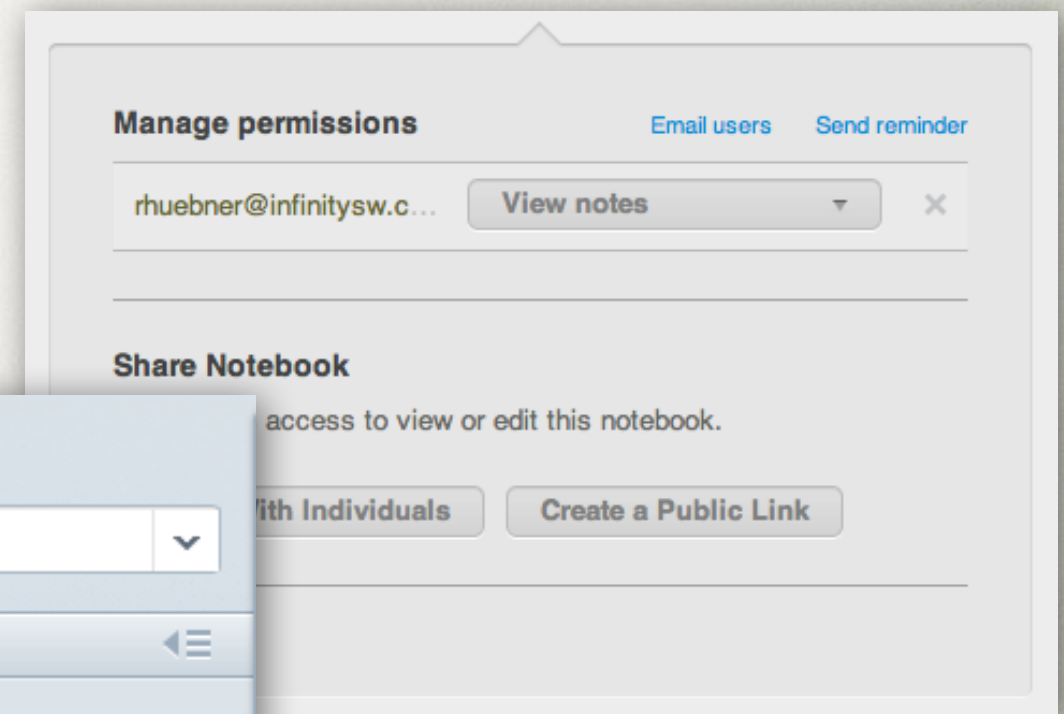 Manage permissions Email users Send reminder
rhuebner@infinitysw.c... View notes
Share Notebook
access to view or edit this notebook.
ith Individuals Create a Public Link